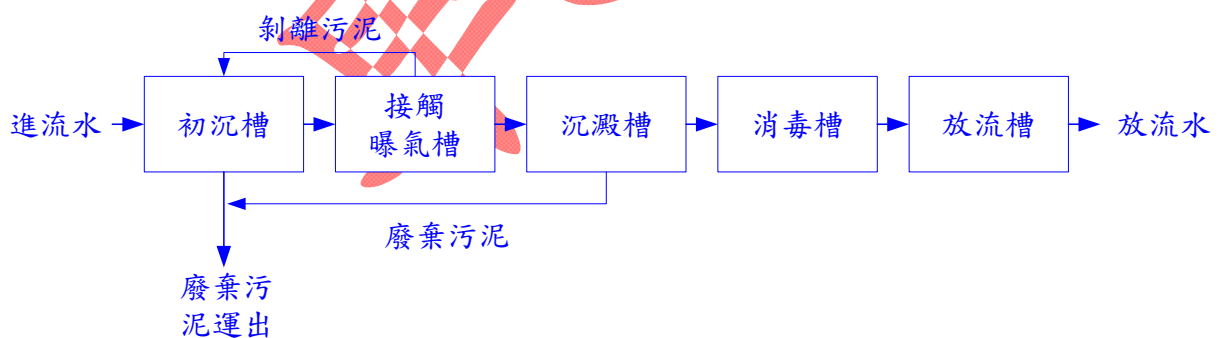 剝離污泥
進流水
初沉槽
接觸
曝氣槽
沉澱槽
消毒槽
放流槽
放流水
廢棄污泥
廢棄污
泥運出